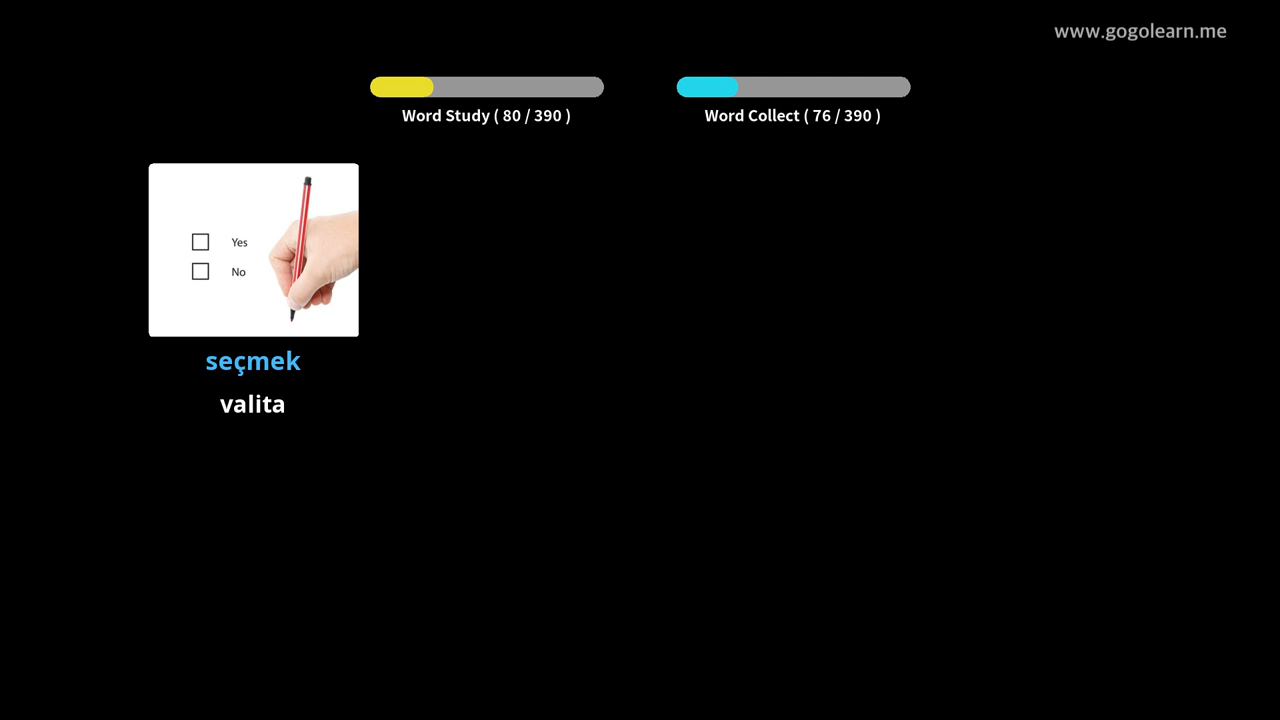 www.gogolearn.me
Word Study ( 80 / 390 )
Word Collect ( 76 / 390 )
Yes
No
seçmek
valita